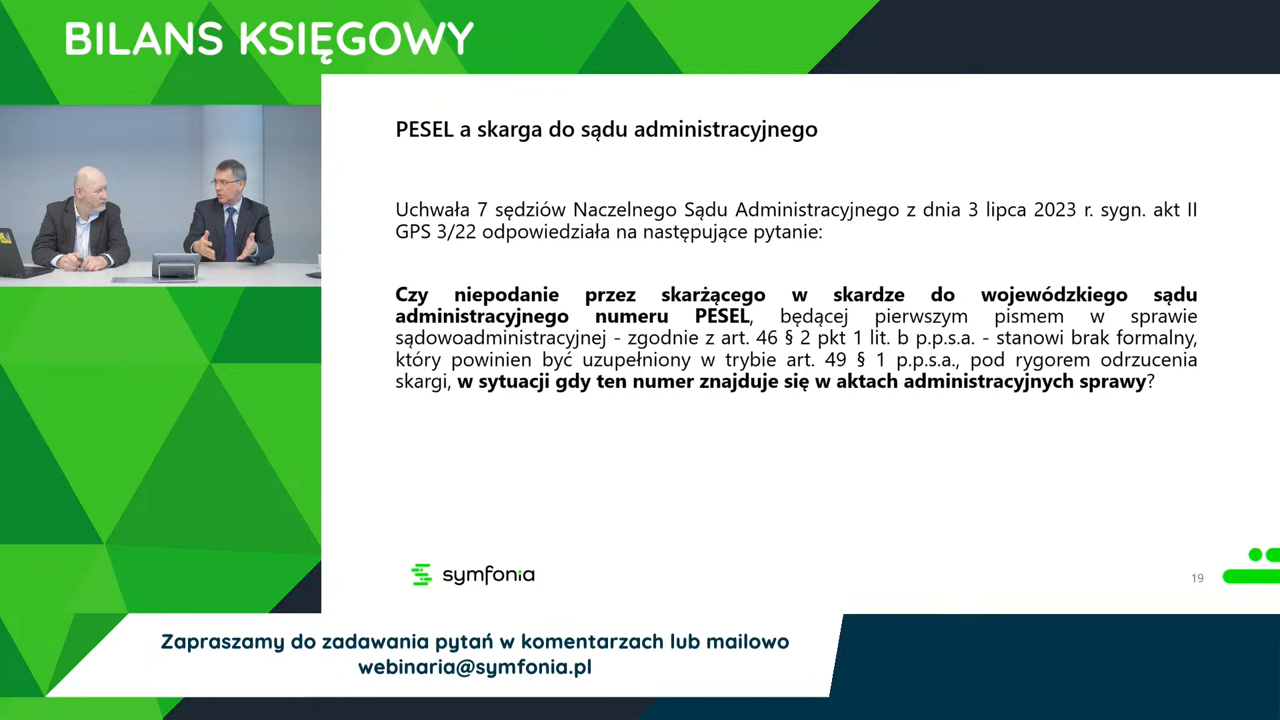 BILANS KSIĘGOWY
PESEL a skarga do sądu administracyjnego
Uchwała 7 sędziów Naczelnego Sądu Administracyjnego z dnia 3 lipca 2023 r. sygn. akt II
GPS 3/22 odpowiedziała na następujące pytanie:
Czy niepodanie przez skarżącego w skardze do wojewódzkiego sądu
administracyjnego numeru PESEL, będącej pierwszym pismem w sprawie
sądowoadministracyjnej - zgodnie z art. 46 § 2 pkt 1 lit. b p.p.s.a. - stanowi brak formalny,
który powinien być uzupełniony w trybie art. 49 § 1 p.p.s.a., pod rygorem odrzucenia
skargi, w sytuacji gdy ten numer znajduje się w aktach administracyjnych sprawy?
symfonia
19
Zapraszamy do zadawania pytań w komentarzach lub mailowo
webinaria@symfonia.pl